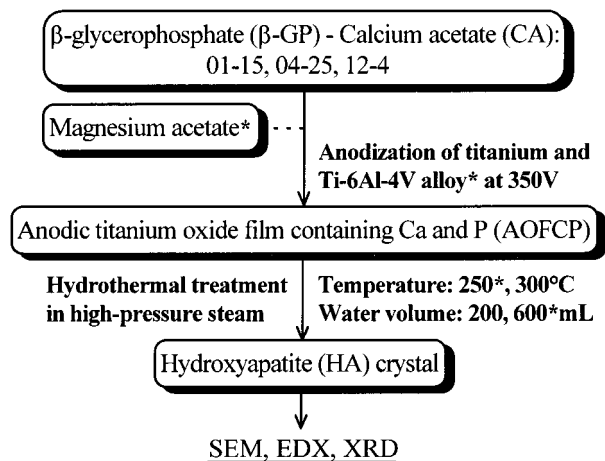 β-glycerophosphate (β-GP) - Calcium acetate (CA):
01-15, 04-25, 12-4
Magnesium acetate*
Anodization of titanium and
Ti-6Al-4V alloy* at 350V
Anodic titanium oxide film containing Ca and P (AOFCP)
Hydrothermal treatment
in high-pressure steam
Temperature: 250*, 300°C
Water volume: 200, 600*mL
Hydroxyapatite (HA) crystal
SEM, EDX, XRD